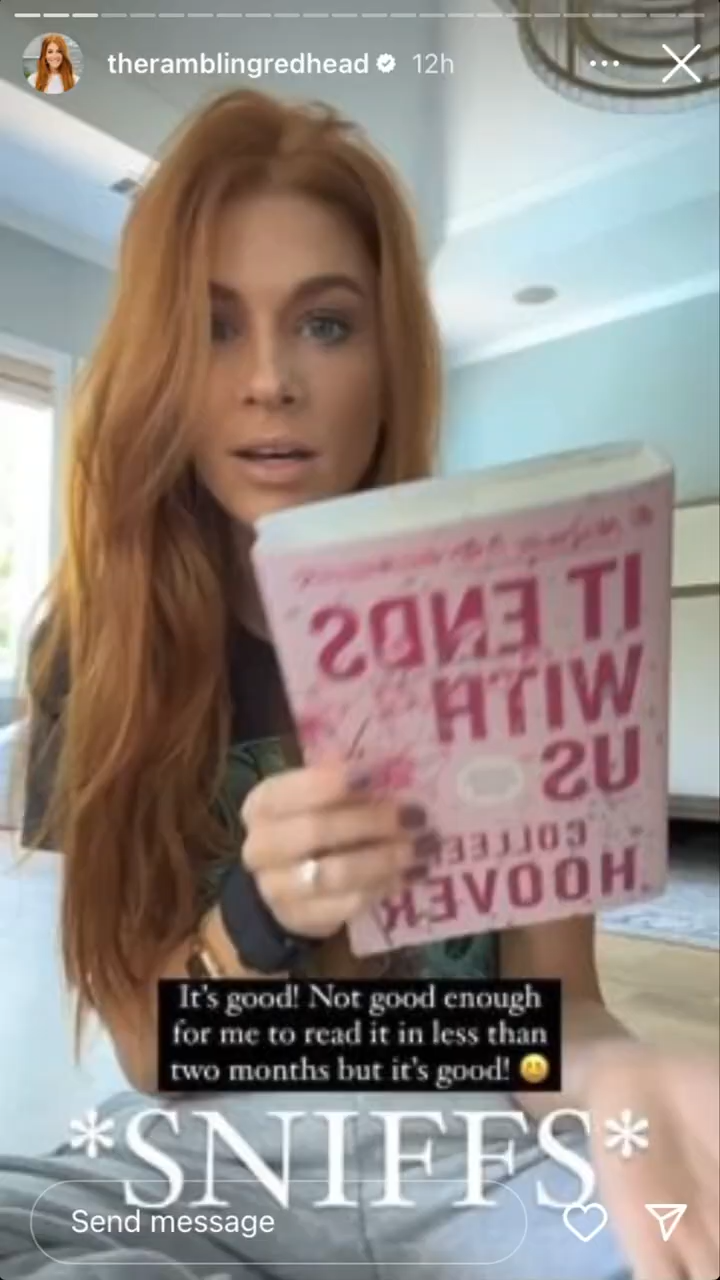 theramblingredhead 12h
IT ENDS
WITH
US
COLLEEN
HOOVER
It's good! Not good enough
for me to read it in less than
two months but it's good! 😀
*SNIFFS*
Send message